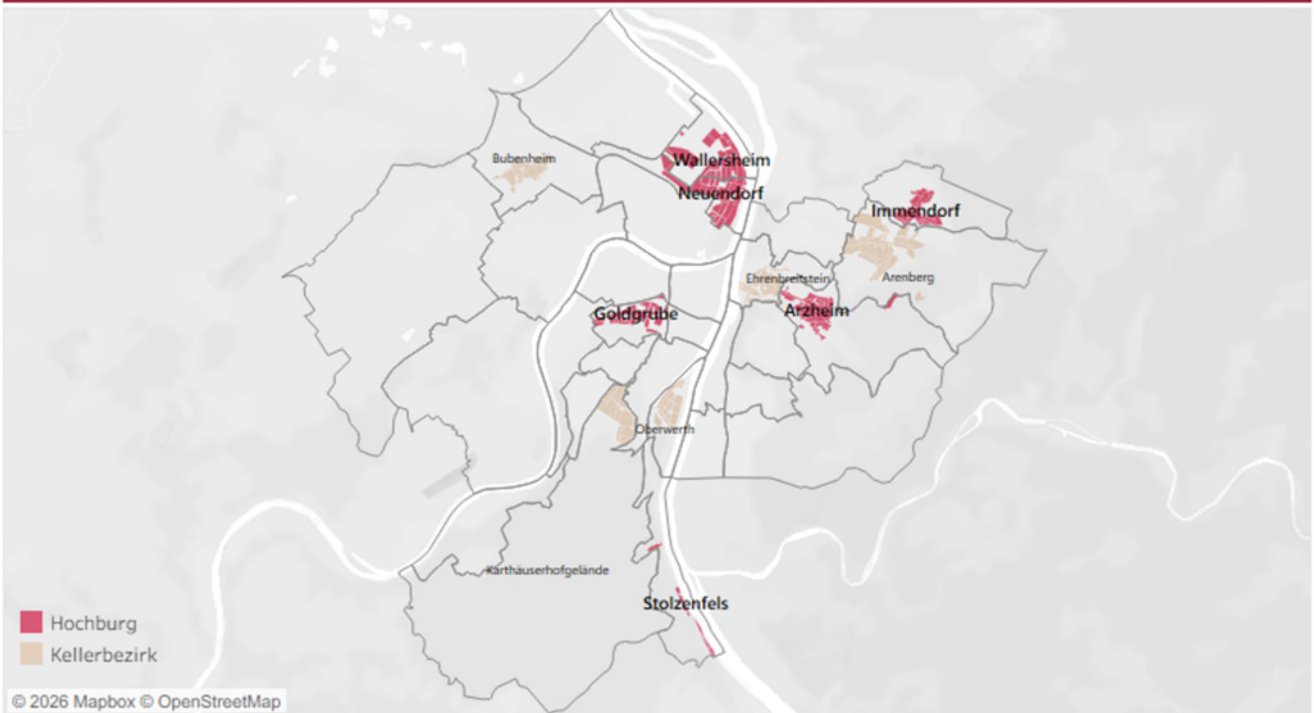 Bubenheim
Wallersheim
Neuendorf
Immendorf
Ehrenbreitstein
Arenberg
Goldgrube
Arzheim
Oberwerth
Karthäuserhofgelände
Stolzenfels
Hochburg
Kellerbezirk
© 2026 Mapbox © OpenStreetMap